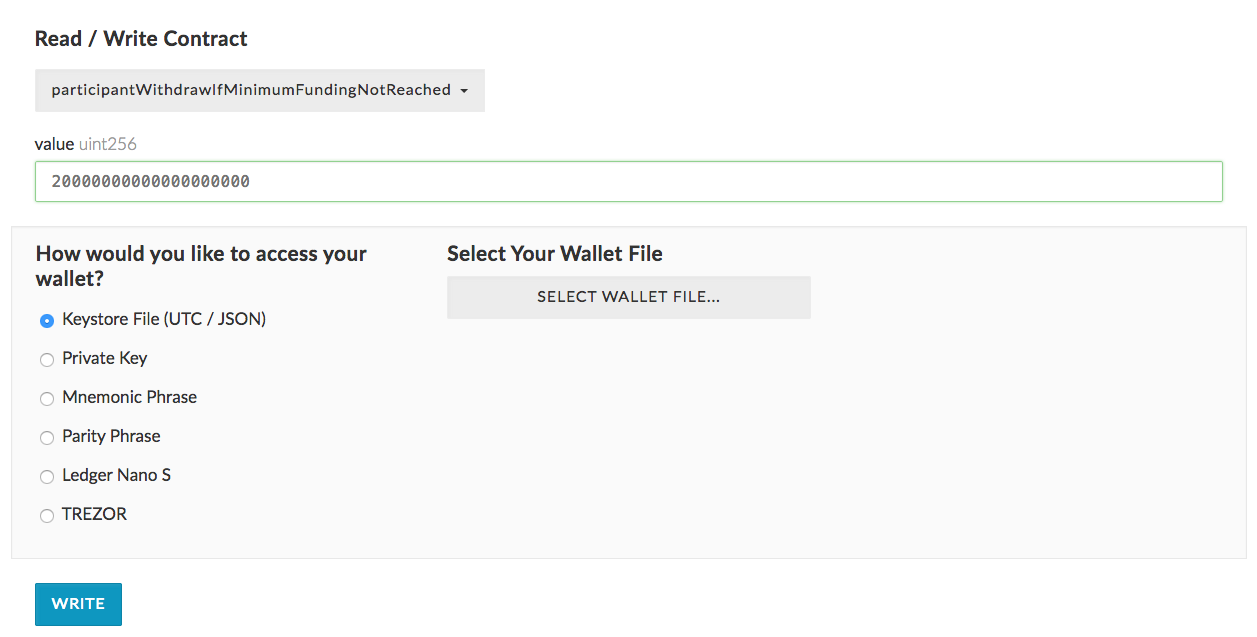 Read / Write Contract
participantWithdrawIfMinimumFundingNotReached
value uint256
20000000000000000000
How would you like to access your
wallet?
Keystore File (UTC / JSON)
Private Key
Mnemonic Phrase
Parity Phrase
Ledger Nano S
TREZOR
Select Your Wallet File
SELECT WALLET FILE...
WRITE